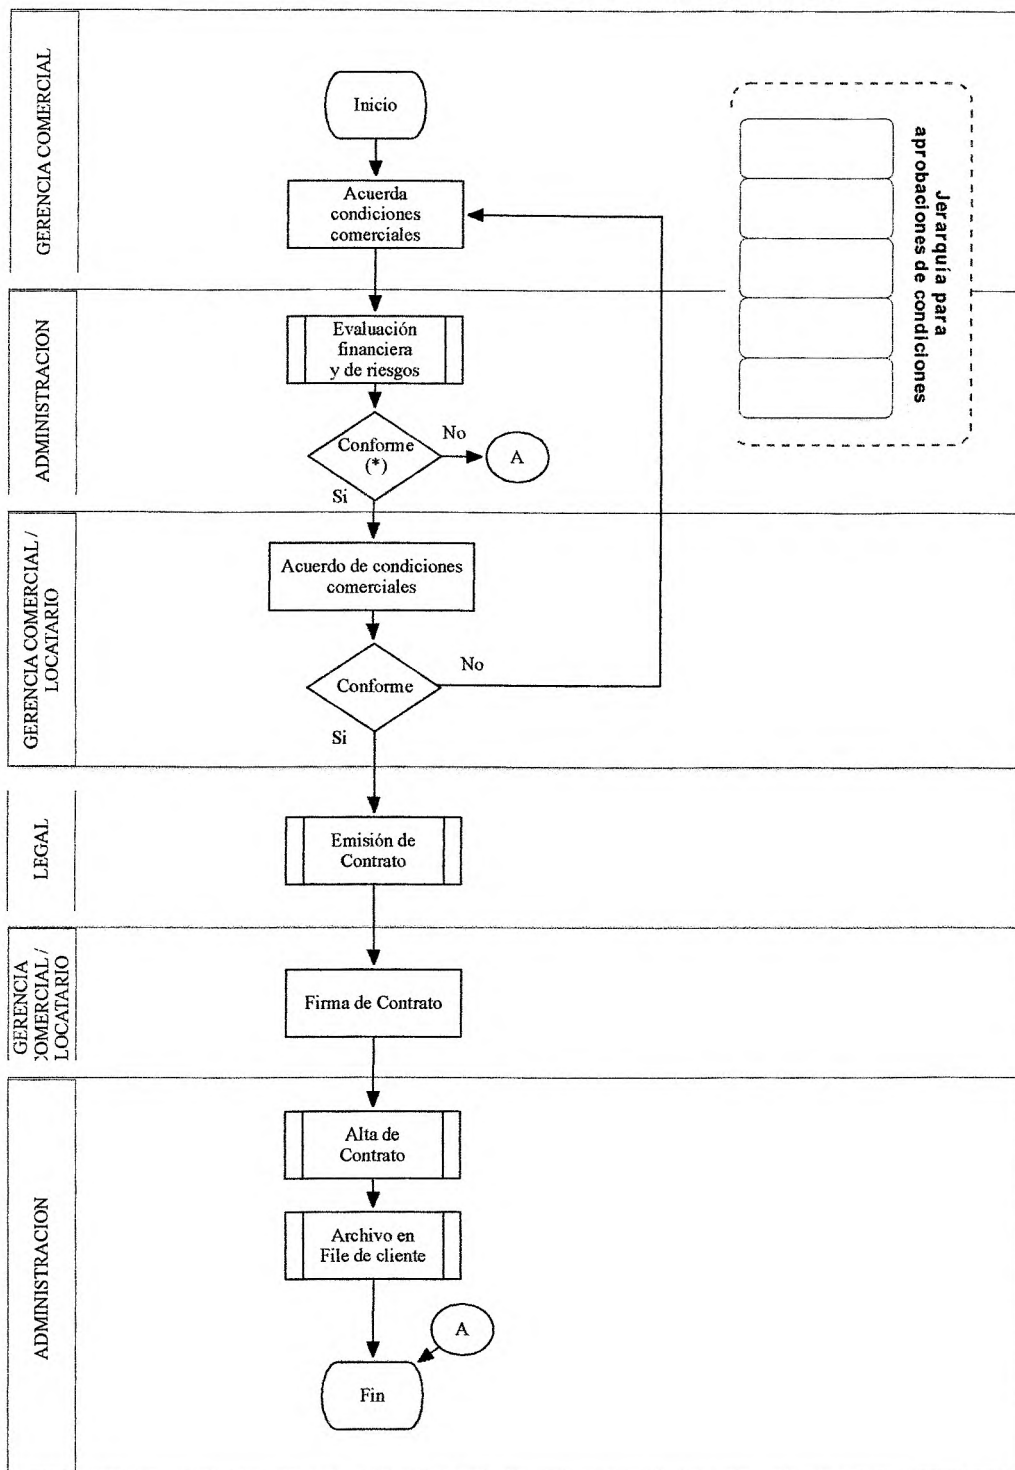 GERENCIA COMERCIAL
Inicio
Acuerda
condiciones
comerciales
Jerarquía para
aprobaciones de condiciones
ADMINISTRACION
Evaluación
financiera
y de riesgos
Conforme
(*)
No
A
Si
GERENCIA COMERCIAL /
LOCATARIO
Acuerdo de condiciones
comerciales
Conforme
No
Si
LEGAL
Emisión de
Contrato
GERENCIA
COMERCIAL /
LOCATARIO
Firma de Contrato
ADMINISTRACION
Alta de
Contrato
Archivo en
File de cliente
A
Fin